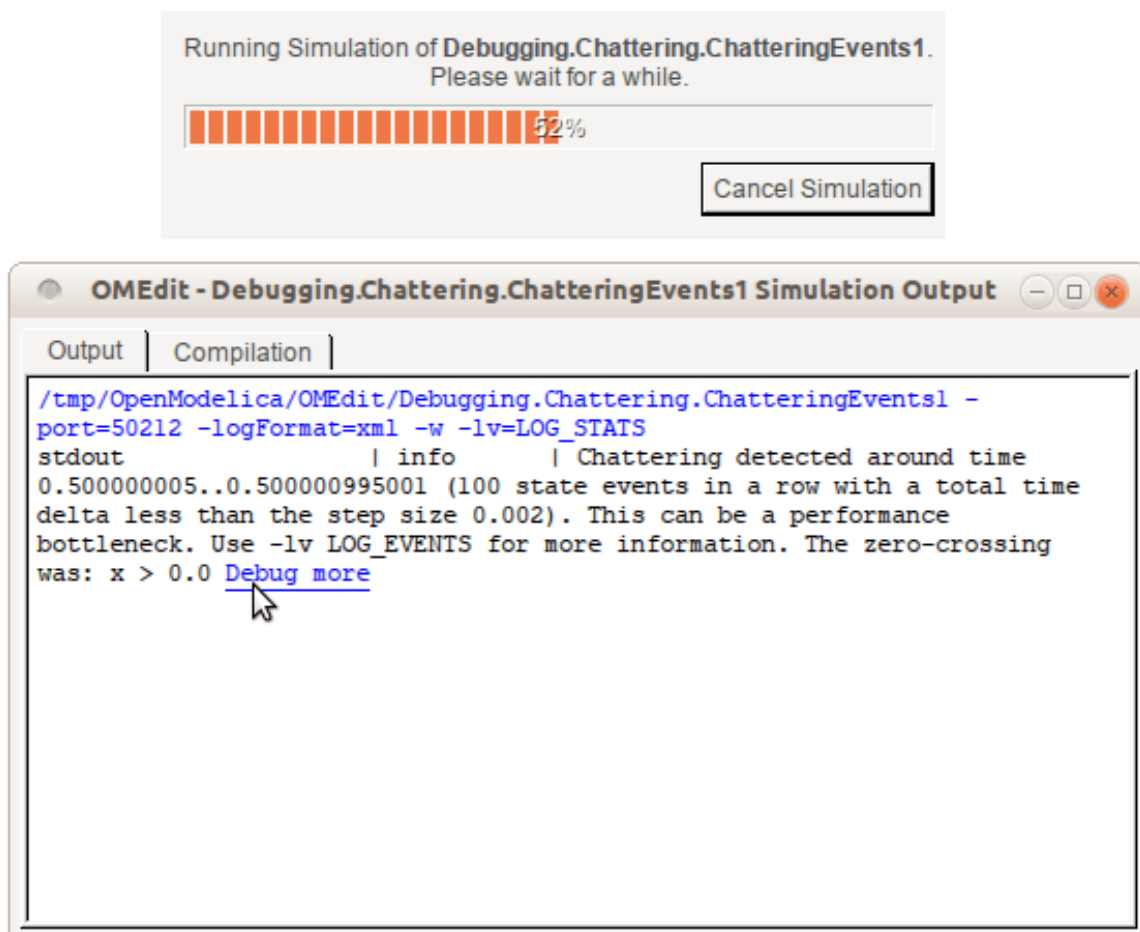 Running Simulation of Debugging.Chattering.ChatteringEvents1.
Please wait for a while.
52%
Cancel Simulation
OMEdit - Debugging.Chattering.ChatteringEvents1 Simulation Output
Output
Compilation
/tmp/OpenModelica/OMEdit/Debugging.Chattering.ChatteringEvents1 -
port=50212 -logFormat=xml -w -lv=LOG_STATS
stdout | info | Chattering detected around time
0.500000005..0.500000995001 (100 state events in a row with a total time
delta less than the step size 0.002). This can be a performance
bottleneck. Use -lv LOG_EVENTS for more information. The zero-crossing
was: x > 0.0 Debug more